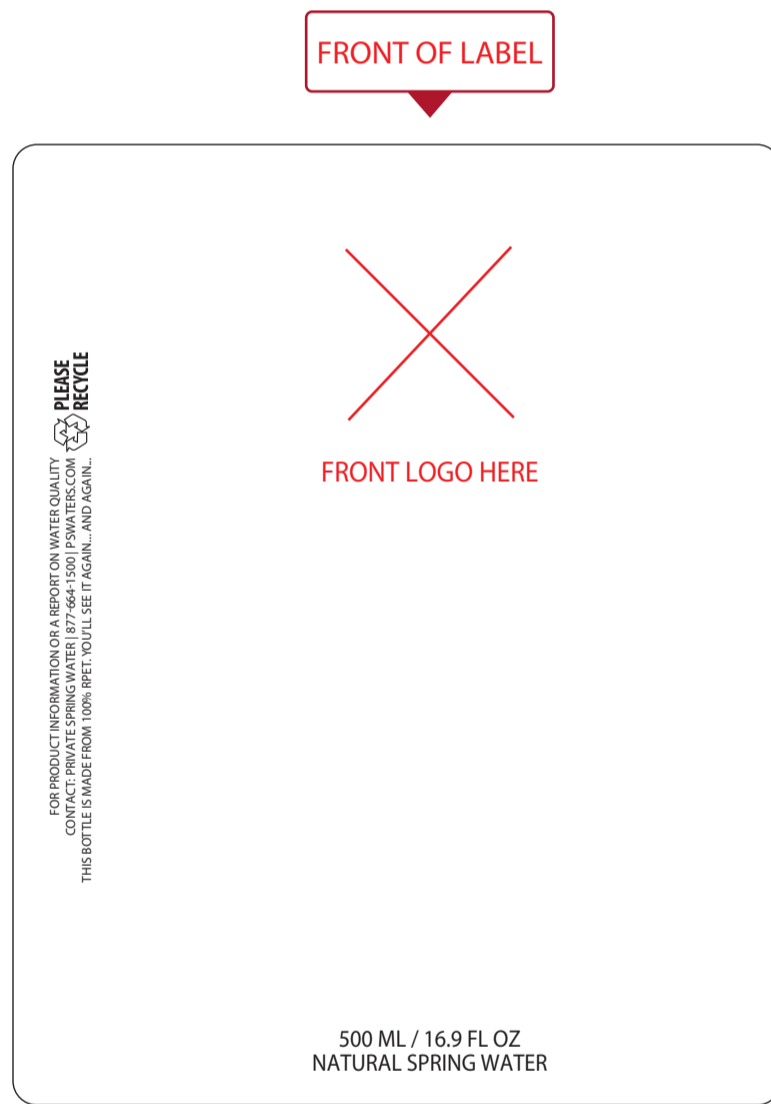 FRONT OF LABEL
FRONT LOGO HERE
PLEASE
RECYCLE
FOR PRODUCT INFORMATION OR A REPORT ON WATER QUALITY
CONTACT: PRIVATE SPRING WATER | 877-664-1500 | PSWATERS.COM
THIS BOTTLE IS MADE FROM 100% RPET. YOU'LL SEE IT AGAIN... AND AGAIN...
500 ML / 16.9 FL OZ
NATURAL SPRING WATER